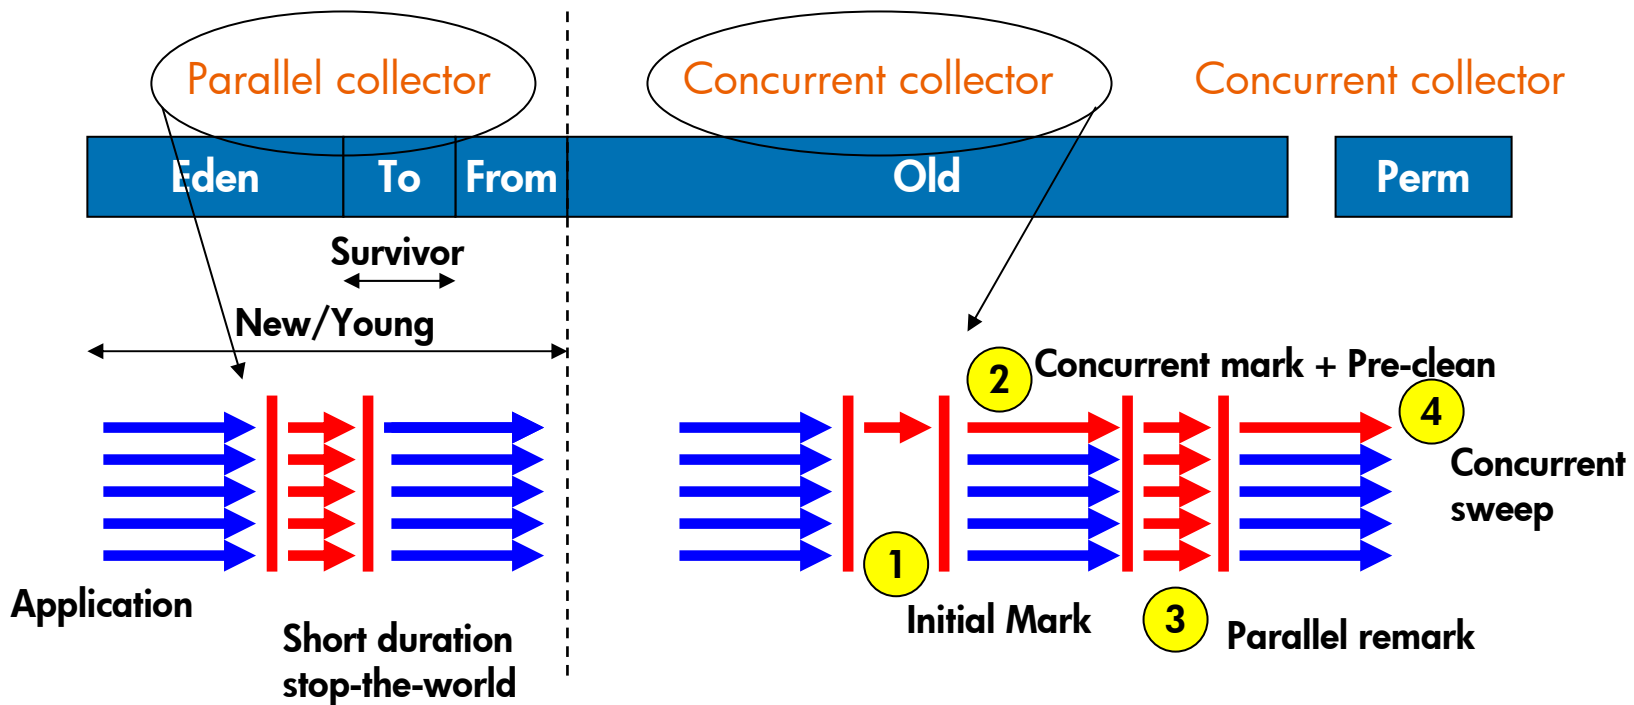 Parallel collector
Concurrent collector
Concurrent collector
Eden
To
From
Old
Perm
Survivor
New/Young
2
Concurrent mark + Pre-clean
4
Concurrent
sweep
1
Application
Initial Mark
3
Parallel remark
Short duration
stop-the-world